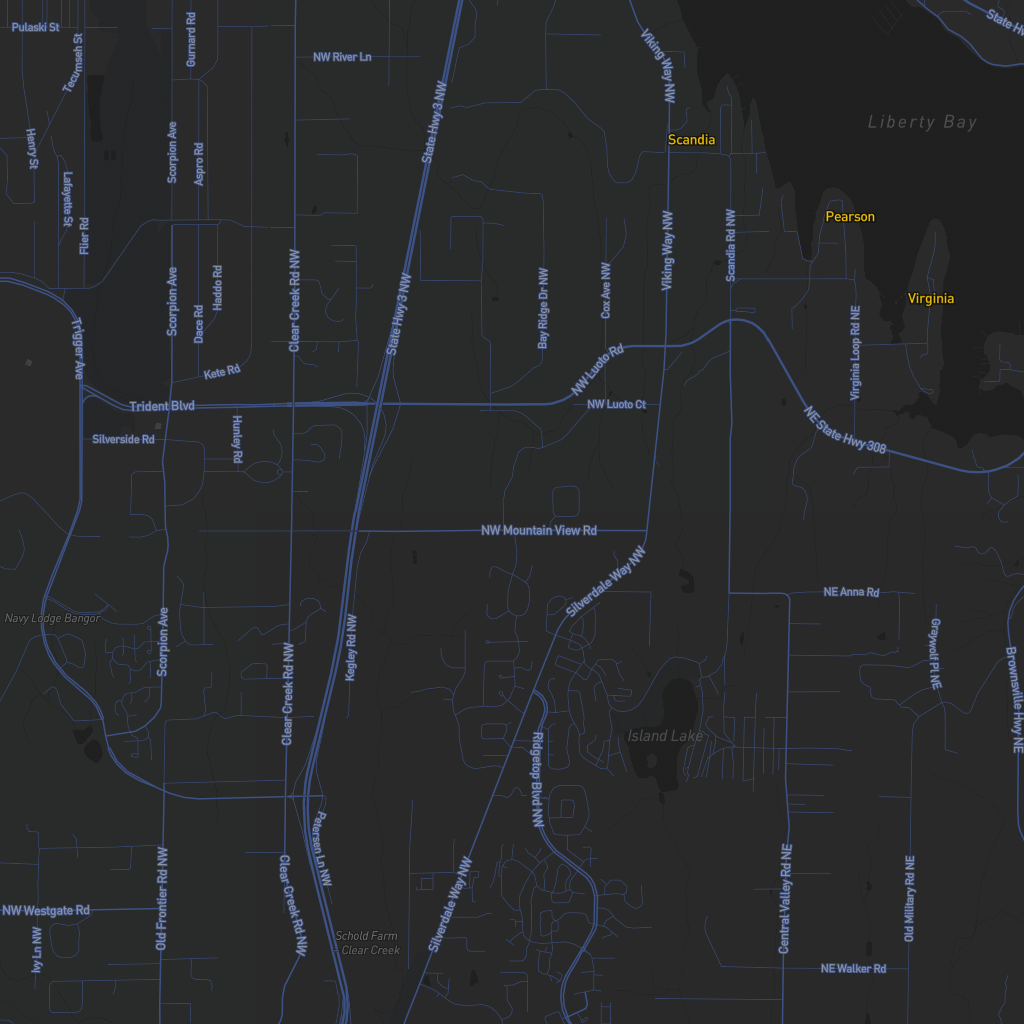 Pulaski St
Gurnard Rd
State Hw
Tecumseh St
NW River Ln
Viking Way NW
State Hwy 3 NW
Liberty Bay
Scandia
Henry St
Scorpion Ave
Aspro Rd
Lafayette St
Flier Rd
Pearson
Viking Way NW
Scandia Rd NW
Haddo Rd
Scorpion Ave
Clear Creek Rd NW
State Hwy 3 NW
Bay Ridge Dr NW
Cox Ave NW
Virginia
Dace Rd
Trigger Ave
Virginia Loop Rd NE
Kete Rd
NW Luoto Rd
Trident Blvd
NW Luoto Ct
Silverside Rd
Hunley Rd
NE State Hwy 308
NW Mountain View Rd
Silverdale Way NW
NE Anna Rd
Navy Lodge Bangor
Scorpion Ave
Kegley Rd NW
Graywolf Pl NE
Clear Creek Rd NW
Brownsville Hwy NE
Island Lake
Ridgetop Blvd NW
Petersen Ln NW
Old Frontier Rd NW
Clear Creek Rd NW
Silverdale Way NW
Central Valley Rd NE
Old Military Rd NE
NW Westgate Rd
Ivy Ln NW
Schold Farm
Clear Creek
NE Walker Rd